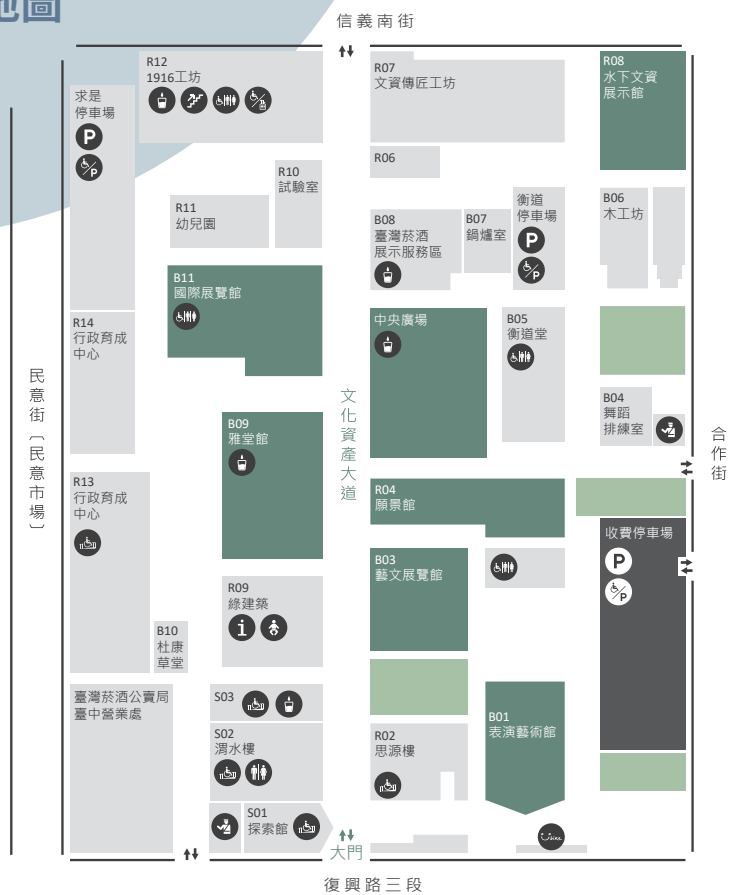 地圖
信義南街
R12
1916工坊
求是
停車場
P
P
R10
試驗室
R11
幼兒園
B11
國際展覽館
R14
行政育成
中心
B09
雅堂館
R13
行政育成
中心
R09
綠建築
i
B10
杜康
草堂
臺灣菸酒公賣局
臺中營業處
S03
S02
渭水樓
S01
探索館
民意街〔民意市場〕
文化資產大道
R07
文資傳匠工坊
R08
水下文資
展示館
R06
B08
臺灣菸酒
展示服務區
B07
鍋爐室
衡道
停車場
P
P
B06
木工坊
中央廣場
B05
衡道堂
B04
舞蹈
排練室
合作街
R04
願景館
收費停車場
P
P
B03
藝文展覽館
B01
表演藝術館
R02
思源樓
大門
復興路三段